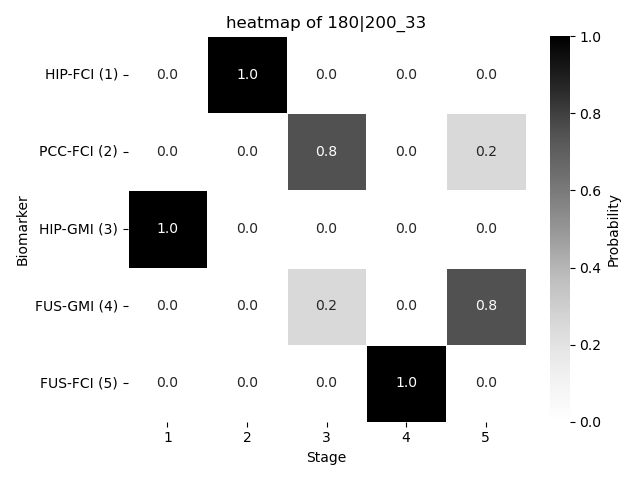 heatmap of 180|200_33
HIP-FCI (1) 0.0 1.0 0.0 0.0 0.0
PCC-FCI (2) 0.0 0.0 0.8 0.0 0.2
HIP-GMI (3) 1.0 0.0 0.0 0.0 0.0
FUS-GMI (4) 0.0 0.0 0.2 0.0 0.8
FUS-FCI (5) 0.0 0.0 0.0 1.0 0.0
1 2 3 4 5
Stage
Biomarker
1.0
0.8
0.6
0.4
0.2
0.0
Probability